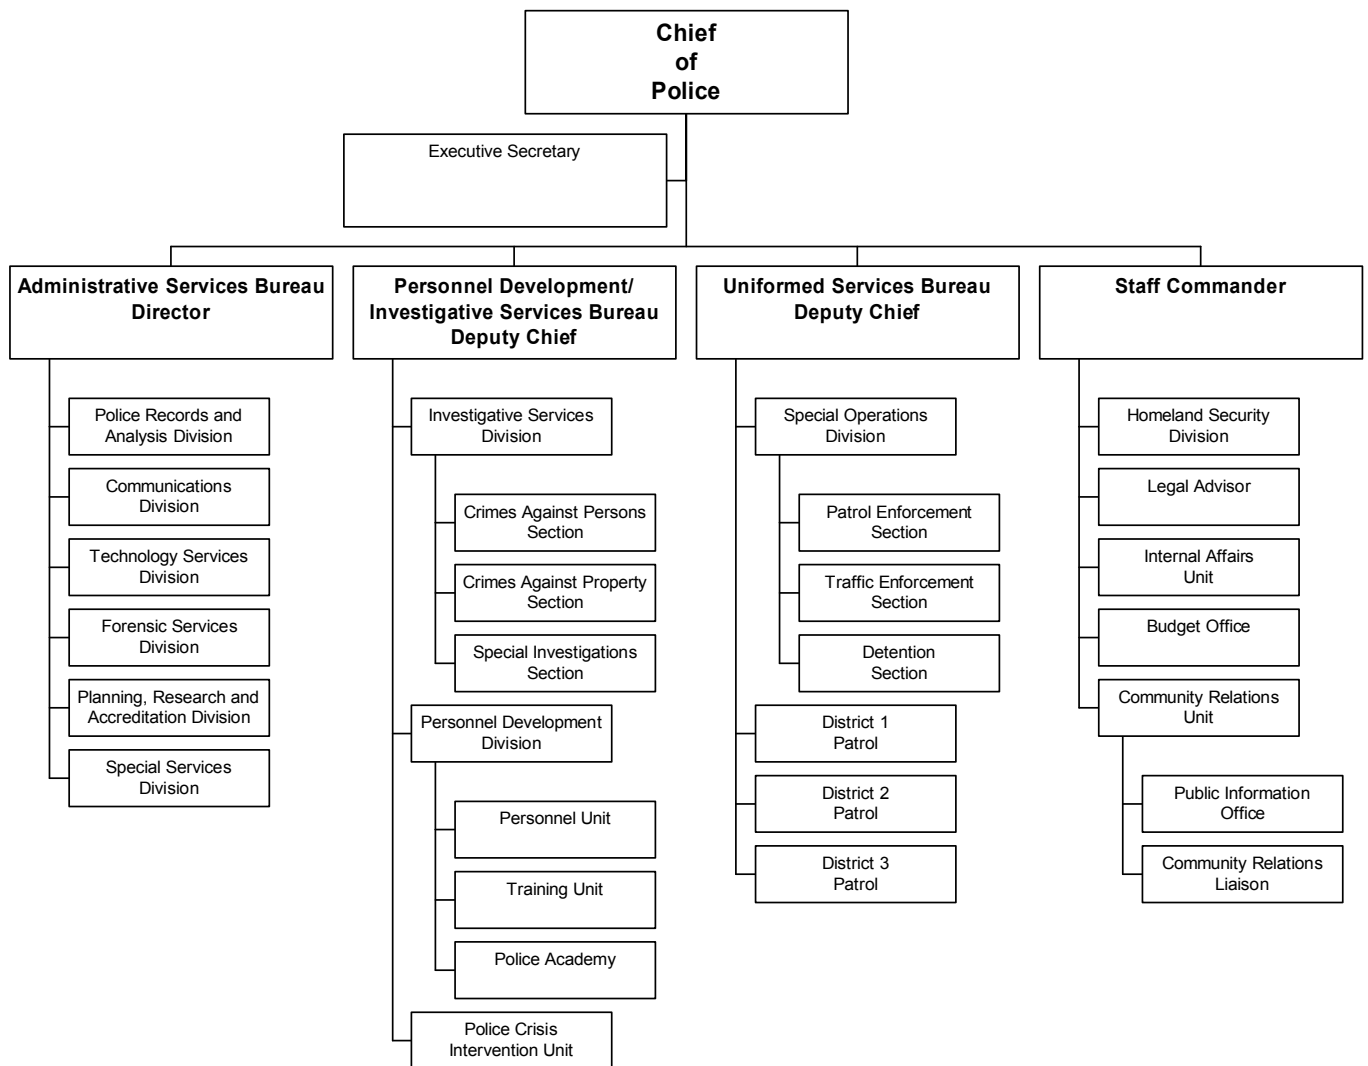 Chief
of
Police
Executive Secretary
Administrative Services Bureau
Director
Personnel Development/
Investigative Services Bureau
Deputy Chief
Uniformed Services Bureau
Deputy Chief
Staff Commander
Police Records and
Analysis Division
Communications
Division
Technology Services
Division
Forensic Services
Division
Planning, Research and
Accreditation Division
Special Services
Division
Investigative Services
Division
Crimes Against Persons
Section
Crimes Against Property
Section
Special Investigations
Section
Personnel Development
Division
Personnel Unit
Training Unit
Police Academy
Police Crisis
Intervention Unit
Special Operations
Division
Patrol Enforcement
Section
Traffic Enforcement
Section
Detention
Section
District 1
Patrol
District 2
Patrol
District 3
Patrol
Homeland Security
Division
Legal Advisor
Internal Affairs
Unit
Budget Office
Community Relations
Unit
Public Information
Office
Community Relations
Liaison